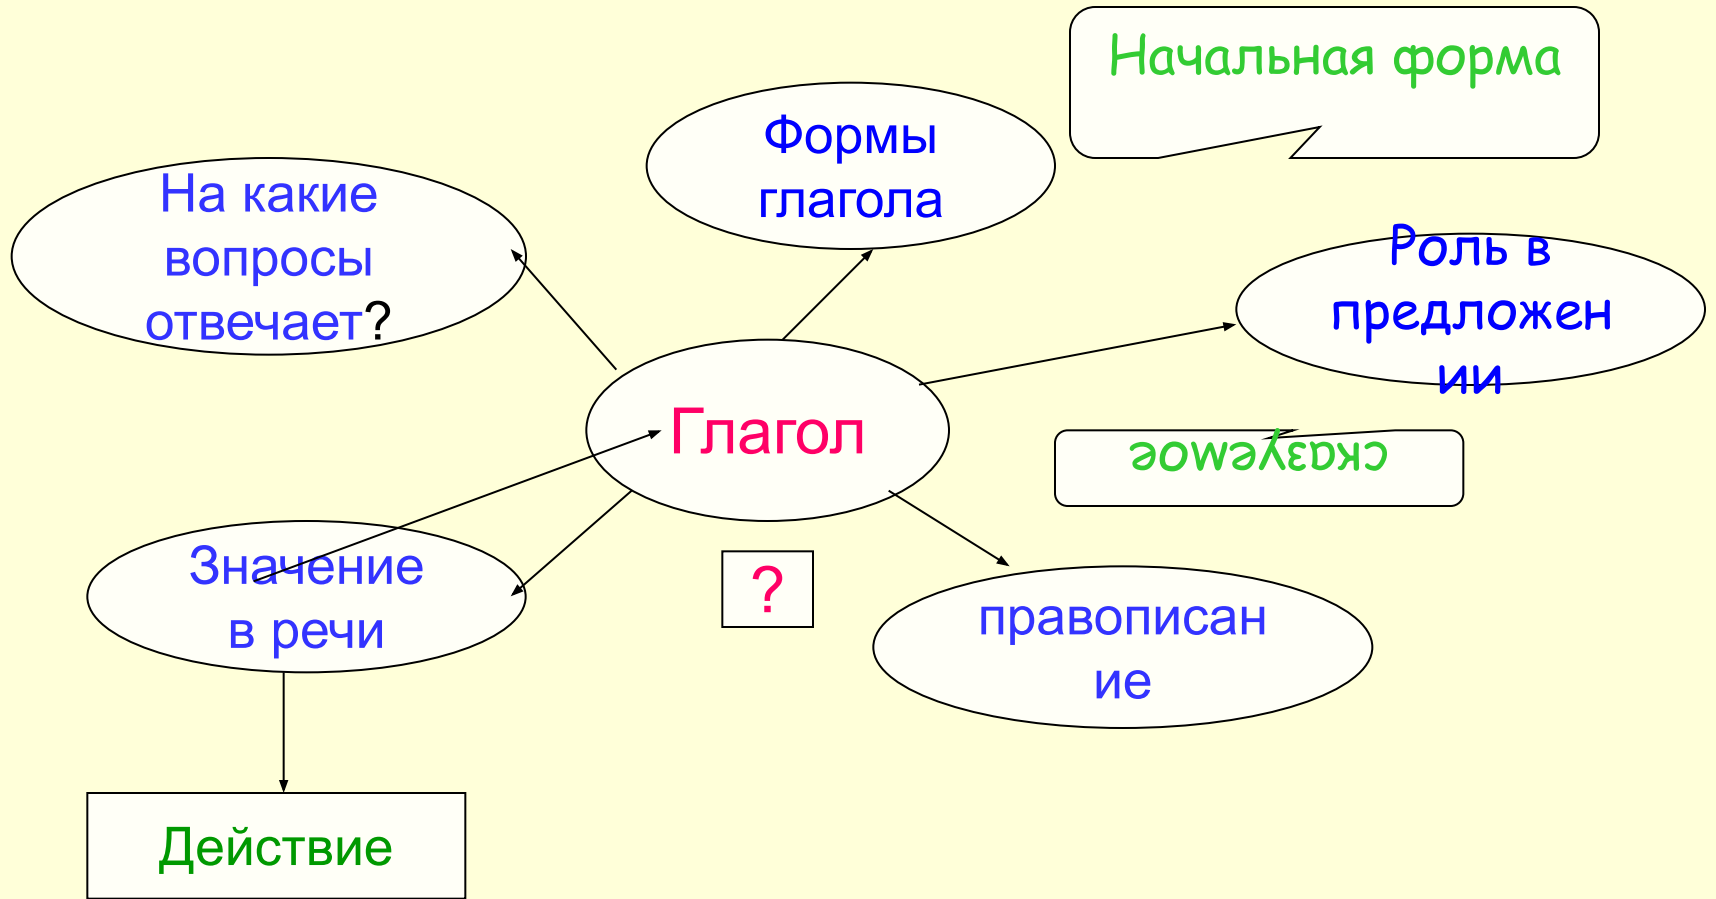 Начальная форма
Формы
глагола
На какие
вопросы
отвечает?
Роль в
предложен
ии
Глагол
сказуемое
Значение
в речи
?
правописан
ие
Действие